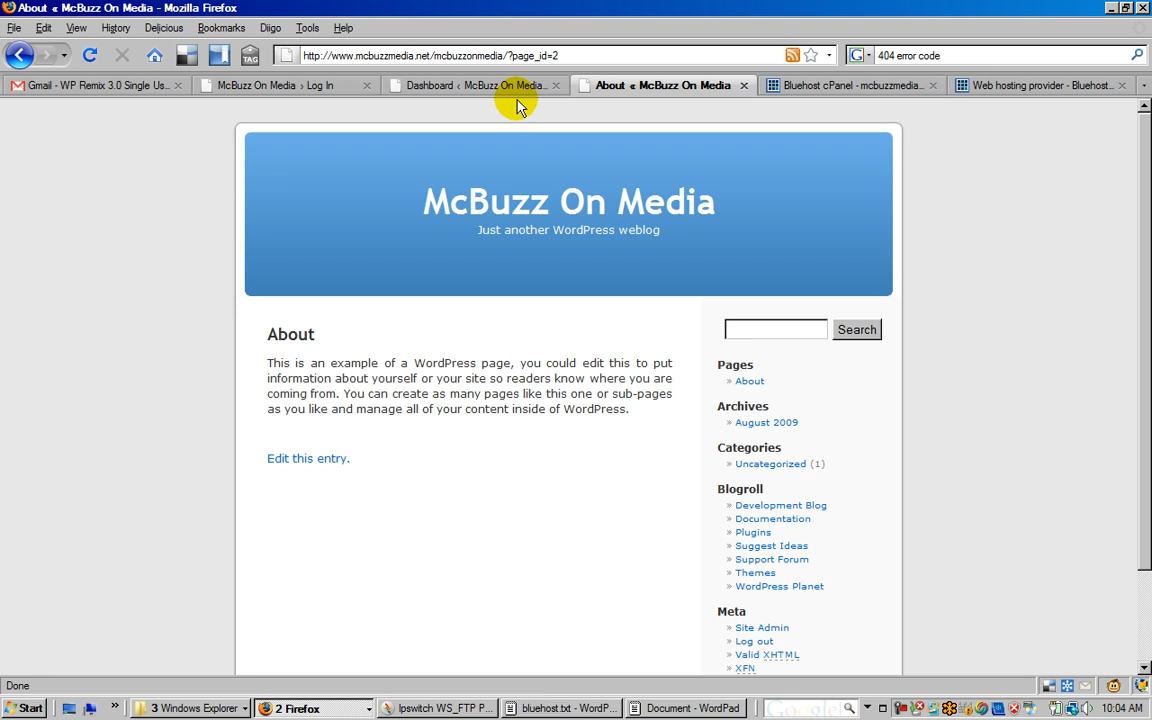 About « McBuzz On Media - Mozilla Firefox
File Edit View History Delicious Bookmarks Diigo Tools Help
TAG http://www.mcbuzzmedia.net/mcbuzzonmedia/?page_id=2 G 404 error code
Gmail - WP Remix 3.0 Single Us... McBuzz On Media › Log In Dashboard ‹ McBuzz On Media... About « McBuzz On Media Bluehost cPanel - mcbuzzmedia... Web hosting provider - Bluehost...
McBuzz On Media
Just another WordPress weblog
About
This is an example of a WordPress page, you could edit this to put
information about yourself or your site so readers know where you are
coming from. You can create as many pages like this one or sub-pages
as you like and manage all of your content inside of WordPress.
Edit this entry.
Search
Pages
» About
Archives
» August 2009
Categories
» Uncategorized (1)
Blogroll
» Development Blog
» Documentation
» Plugins
» Suggest Ideas
» Support Forum
» Themes
» WordPress Planet
Meta
» Site Admin
» Log out
» Valid XHTML
» XFN
Done
Start » 3 Windows Explorer 2 Firefox Ipswitch WS_FTP P... bluehost.txt - WordP... Document - WordPad Google 10:04 AM